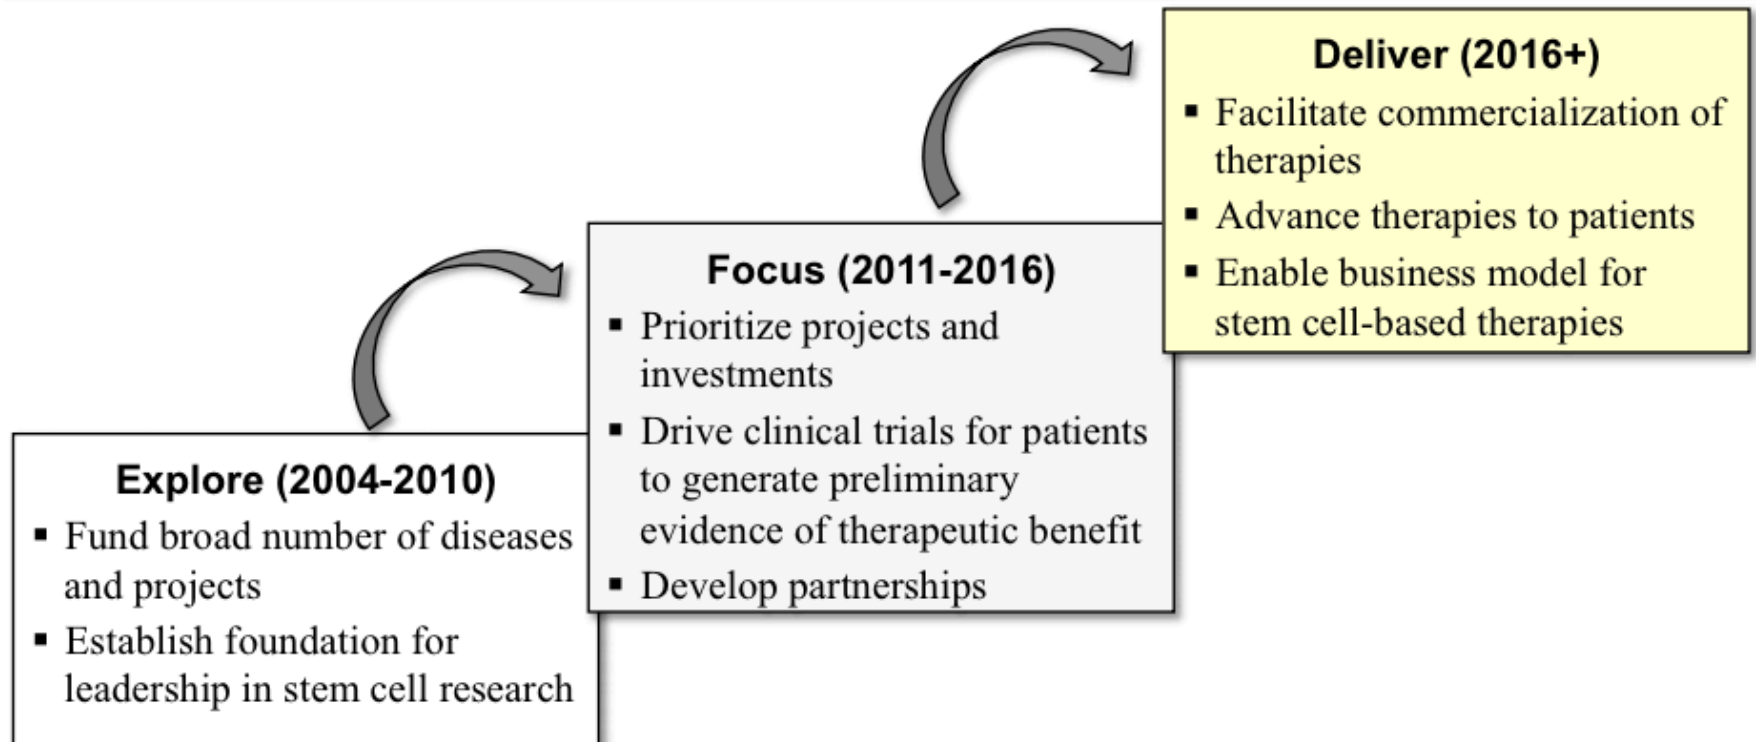 Deliver (2016+)
▪ Facilitate commercialization of
therapies
▪ Advance therapies to patients
▪ Enable business model for
stem cell-based therapies
Focus (2011-2016)
▪ Prioritize projects and
investments
▪ Drive clinical trials for patients
to generate preliminary
evidence of therapeutic benefit
▪ Develop partnerships
Explore (2004-2010)
▪ Fund broad number of diseases
and projects
▪ Establish foundation for
leadership in stem cell research